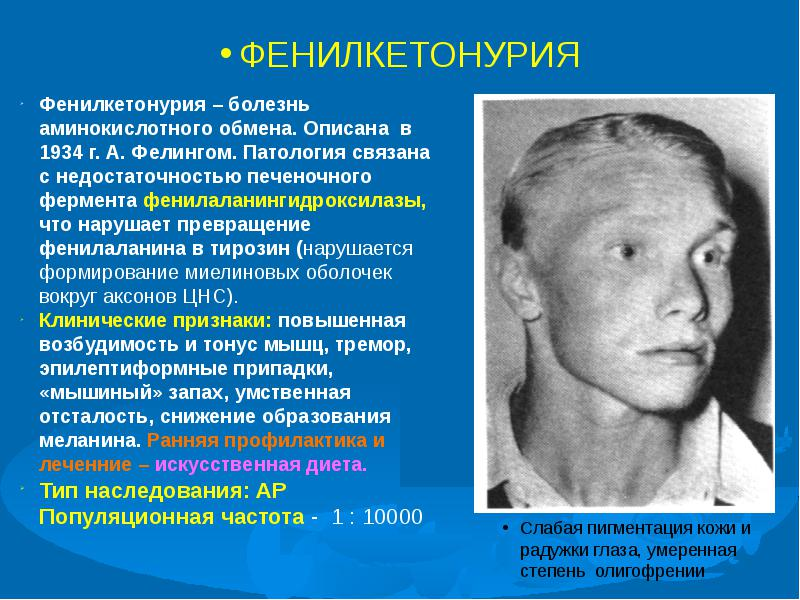 • ФЕНИЛКЕТОНУРИЯ
Фенилкетонурия – болезнь
аминокислотного обмена. Описана в
1934 г. А. Фелингом. Патология связана
с недостаточностью печеночного
фермента фенилаланингидроксилазы,
что нарушает превращение
фенилаланина в тирозин (нарушается
формирование миелиновых оболочек
вокруг аксонов ЦНС).
Клинические признаки: повышенная
возбудимость и тонус мышц, тремор,
эпилептиформные припадки,
«мышиный» запах, умственная
отсталость, снижение образования
меланина. Ранняя профилактика и
леченние – искусственная диета.
Тип наследования: АР
Популяционная частота - 1 : 10000
• Слабая пигментация кожи и
радужки глаза, умеренная
степень олигофрении